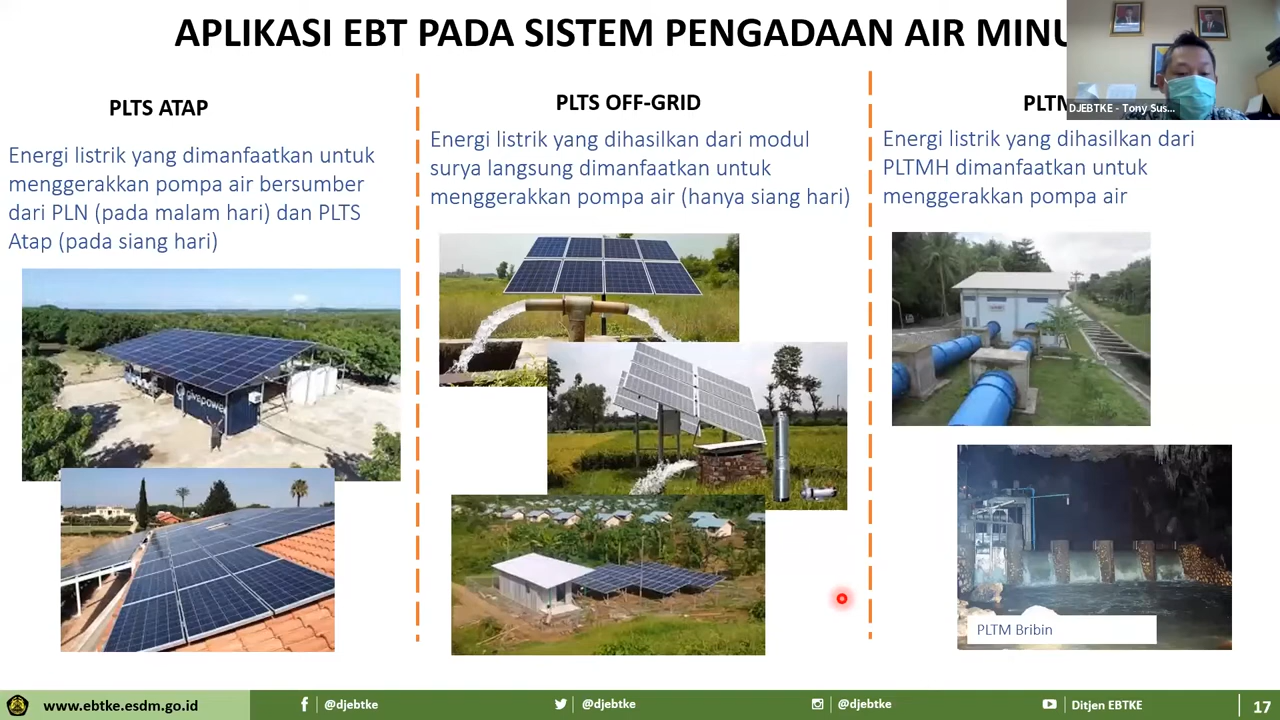 APLIKASI EBT PADA SISTEM PENGADAAN AIR MINU
PLTS ATAP
Energi listrik yang dimanfaatkan untuk
menggerakkan pompa air bersumber
dari PLN (pada malam hari) dan PLTS
Atap (pada siang hari)
givapower
PLTS OFF-GRID
Energi listrik yang dihasilkan dari modul
surya langsung dimanfaatkan untuk
menggerakkan pompa air (hanya siang hari)
PLTM
DJEBTKE - Tony Sus...
Energi listrik yang dihasilkan dari
PLTMH dimanfaatkan untuk
menggerakkan pompa air
PLTM Bribin
www.ebtke.esdm.go.id
@djebtke
@djebtke
@djebtke
Ditjen EBTKE
17